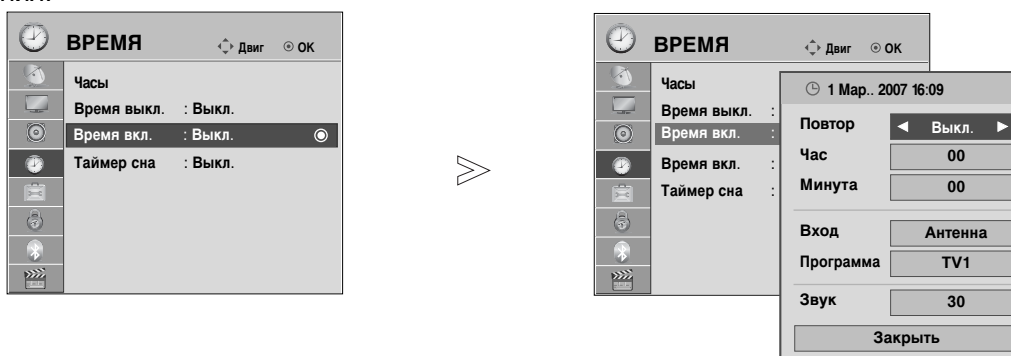 ВРЕМЯ Двиг ОК
Часы
Время выкл. : Выкл.
Время вкл. : Выкл.
Таймер сна : Выкл.
ВРЕМЯ Двиг ОК
Часы
Время выкл. :
Время вкл. :
Время вкл. :
Таймер сна :
1 Мар.. 2007 16:09
Повтор ◄ Выкл. ►
Час 00
Минута 00
Вход Антенна
Программа TV1
Звук 30
Закрыть